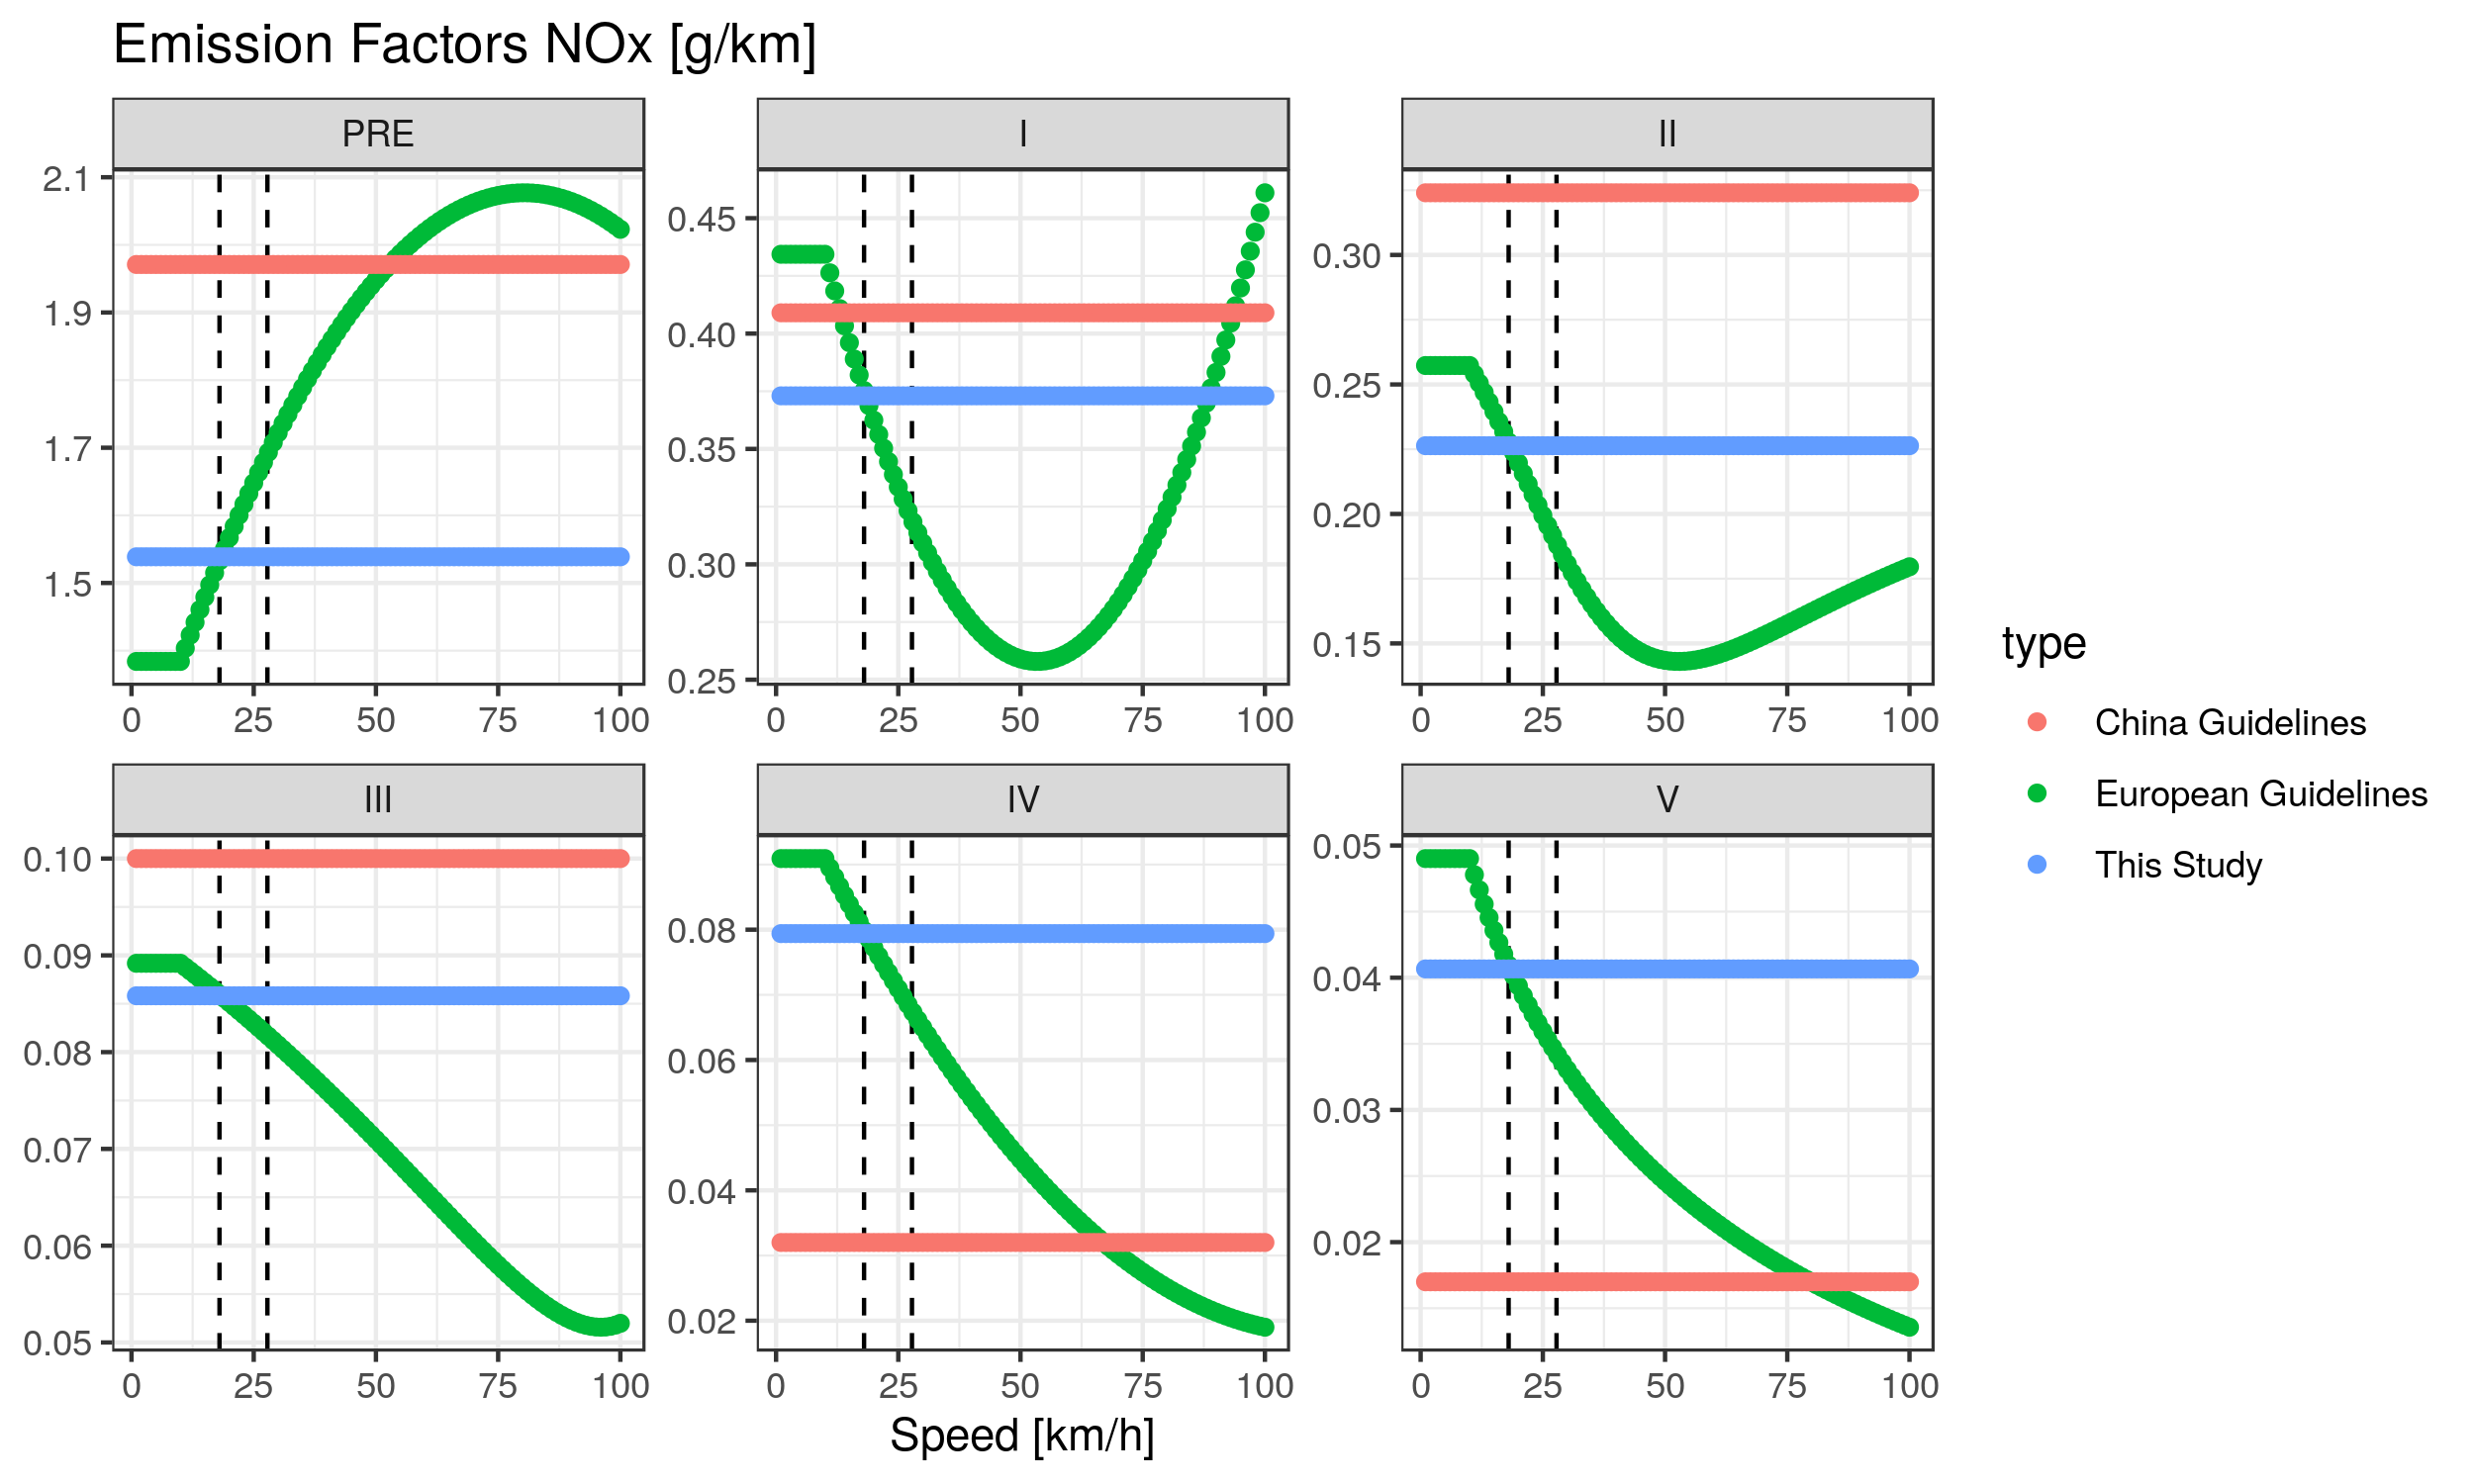 Emission Factors NOx [g/km]
PRE
I
II
2.1
1.9
1.7
1.5
0.45
0.40
0.35
0.30
0.25
0.30
0.25
0.20
0.15
0 25 50 75 100
0 25 50 75 100
0 25 50 75 100
III
IV
V
0.10
0.09
0.08
0.07
0.06
0.05
0.08
0.06
0.04
0.02
0.05
0.04
0.03
0.02
0 25 50 75 100
0 25 50 75 100
0 25 50 75 100
Speed [km/h]
type
China Guidelines
European Guidelines
This Study